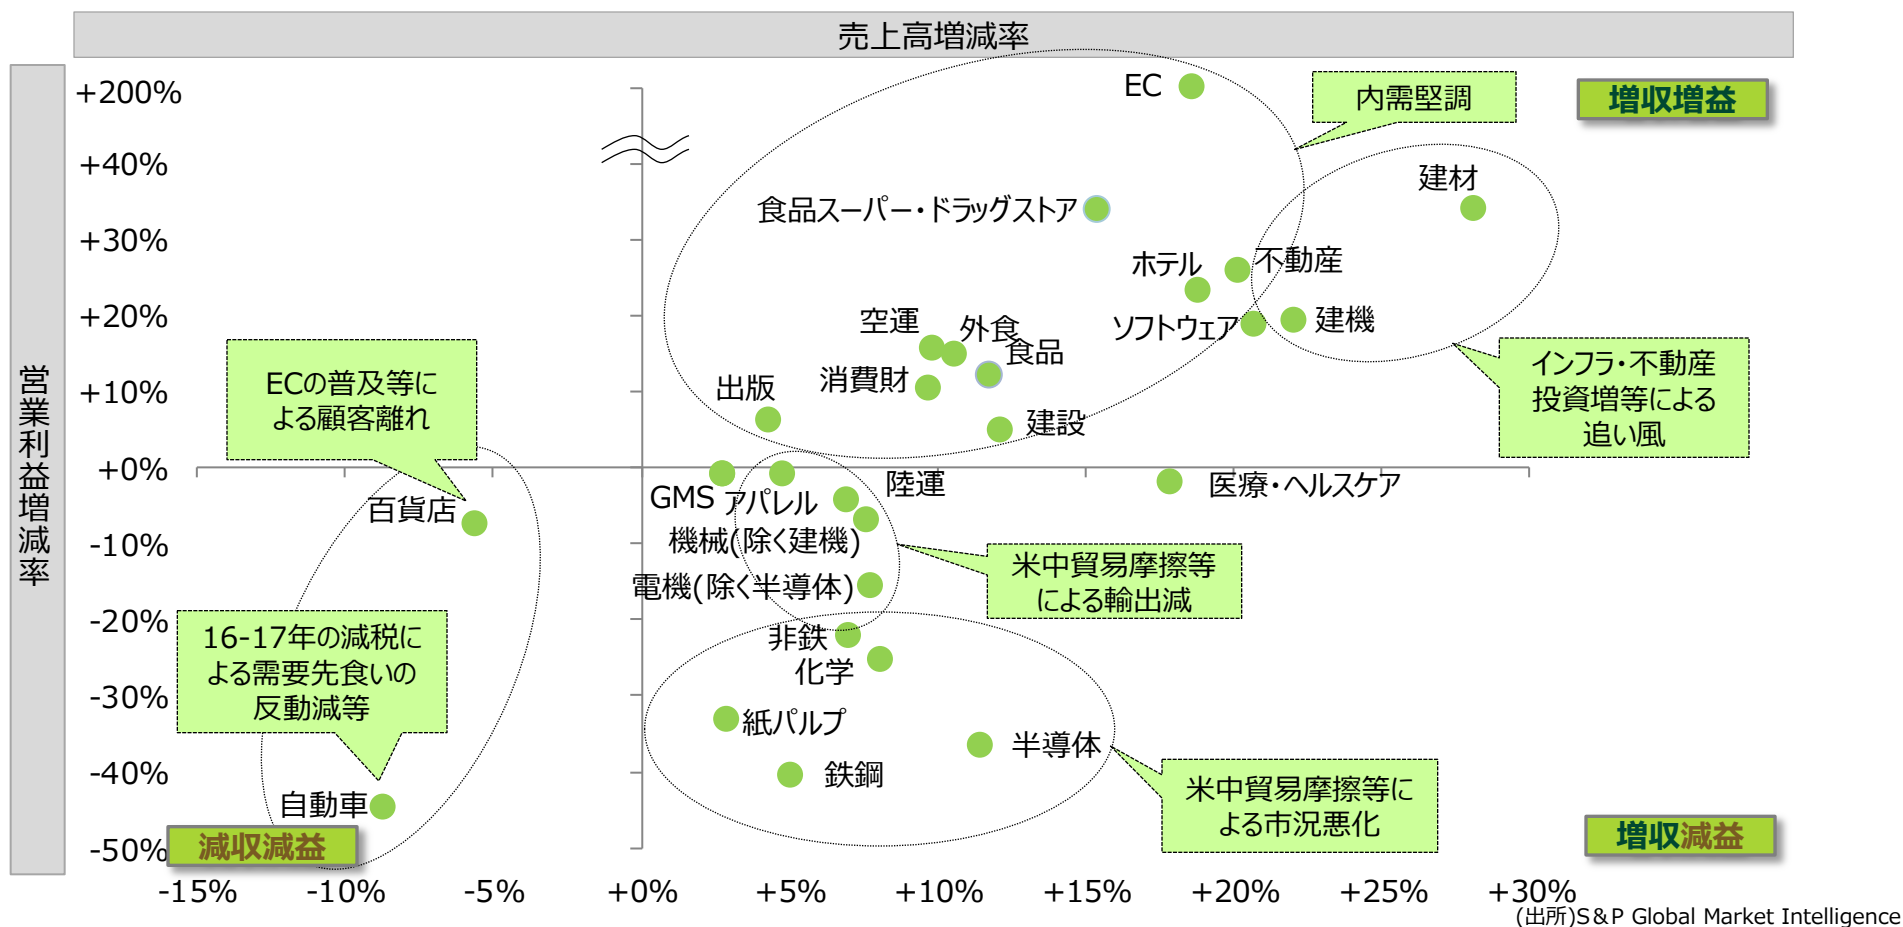 売上高増減率
営業利益増減率
+200%
+40%
+30%
+20%
+10%
+0%
-10%
-20%
-30%
-40%
-50%
EC
内需堅調
増収増益
建材
食品スーパー・ドラッグストア
ホテル
不動産
空運
外食
食品
ソフトウェア
建機
消費財
出版
建設
インフラ・不動産
投資増等による
追い風
ECの普及等に
よる顧客離れ
百貨店
GMS
アパレル
陸運
医療・ヘルスケア
機械(除く建機)
電機(除く半導体)
米中貿易摩擦等
による輸出減
16-17年の減税に
よる需要先食いの
反動減等
非鉄
化学
紙パルプ
半導体
鉄鋼
米中貿易摩擦等に
よる市況悪化
自動車
減収減益
増収減益
-15%
-10%
-5%
+0%
+5%
+10%
+15%
+20%
+25%
+30%
(出所)S&P Global Market Intelligence